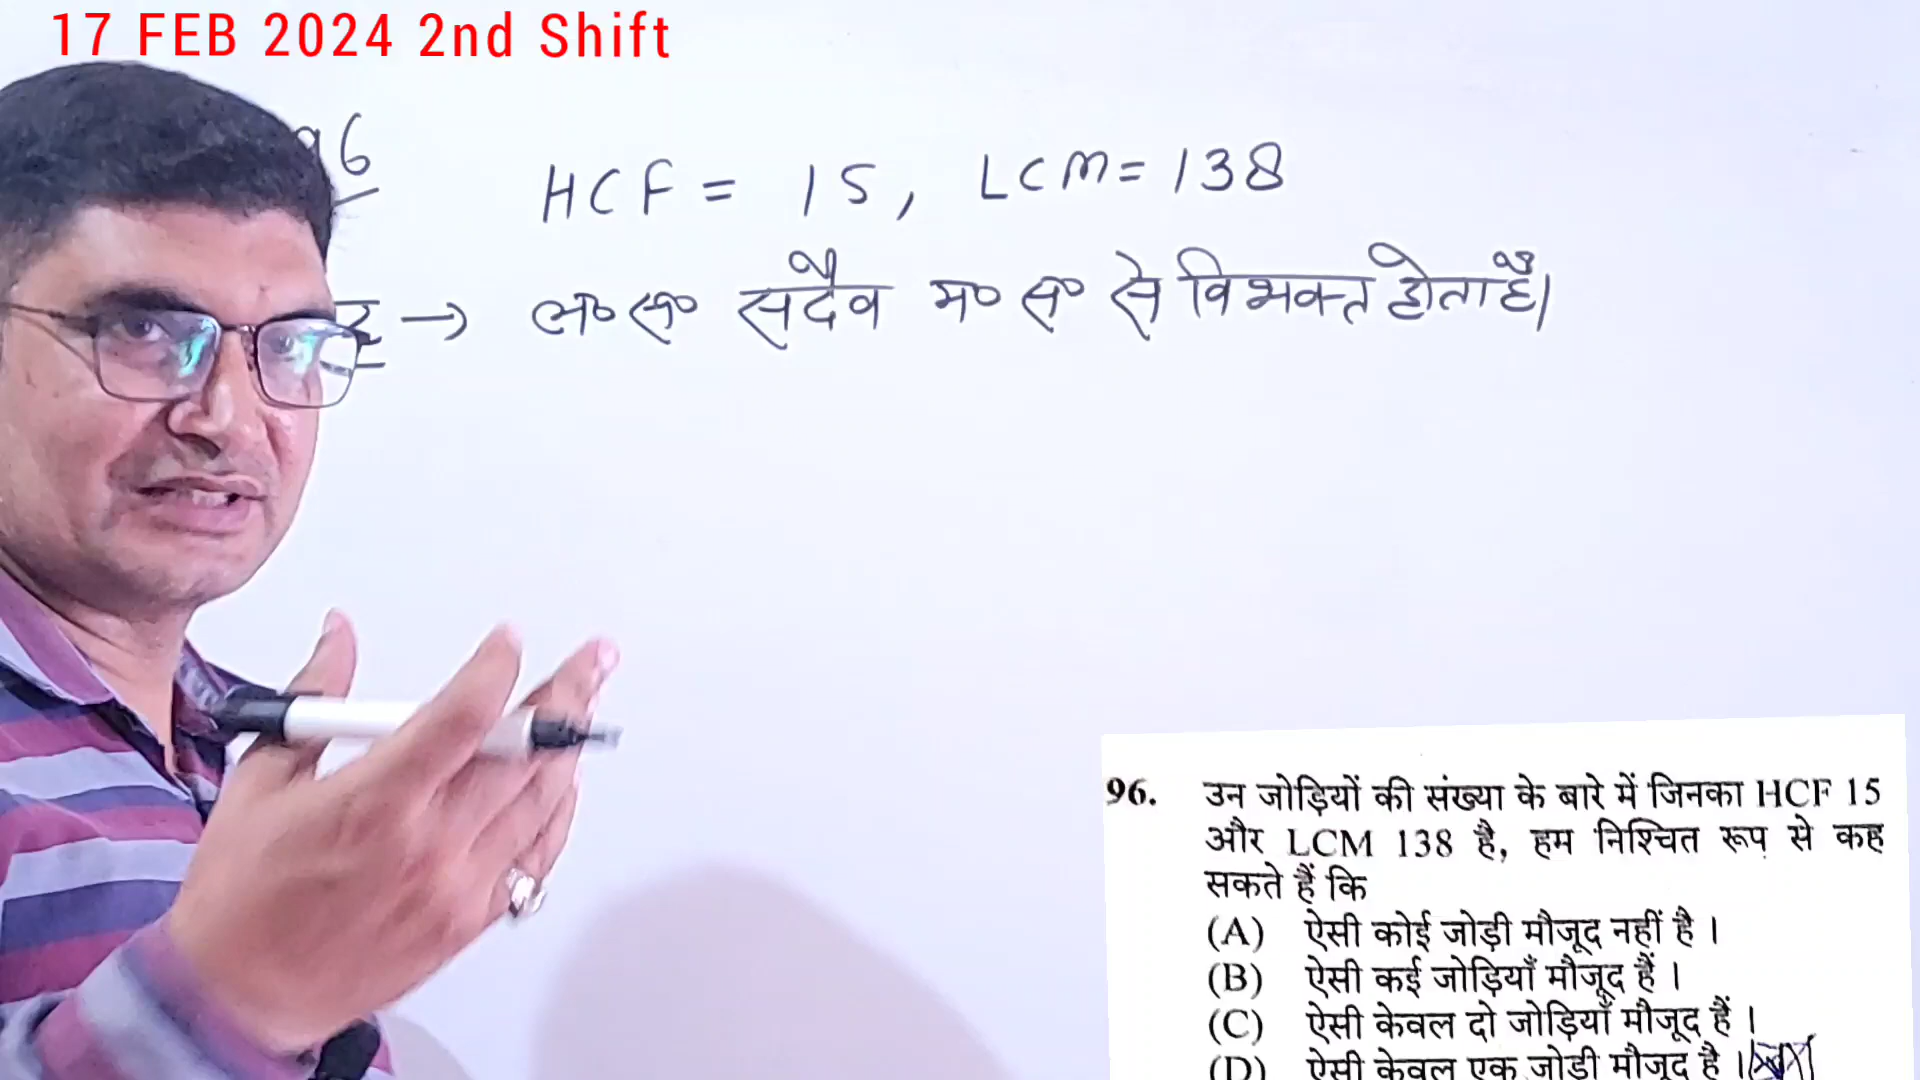 17 FEB 2024 2nd Shift
96
HCF = 15, LCM = 138
→ ल० स० सदैव म० स० से विभक्त होता है।
96. उन जोड़ियों की संख्या के बारे में जिनका HCF 15
और LCM 138 है, हम निश्चित रूप से कह
सकते हैं कि
(A) ऐसी कोई जोड़ी मौजूद नहीं है ।
(B) ऐसी कई जोड़ियाँ मौजूद हैं ।
(C) ऐसी केवल दो जोड़ियाँ मौजूद हैं ।
(D) ऐसी केवल एक जोड़ी मौजूद है ।